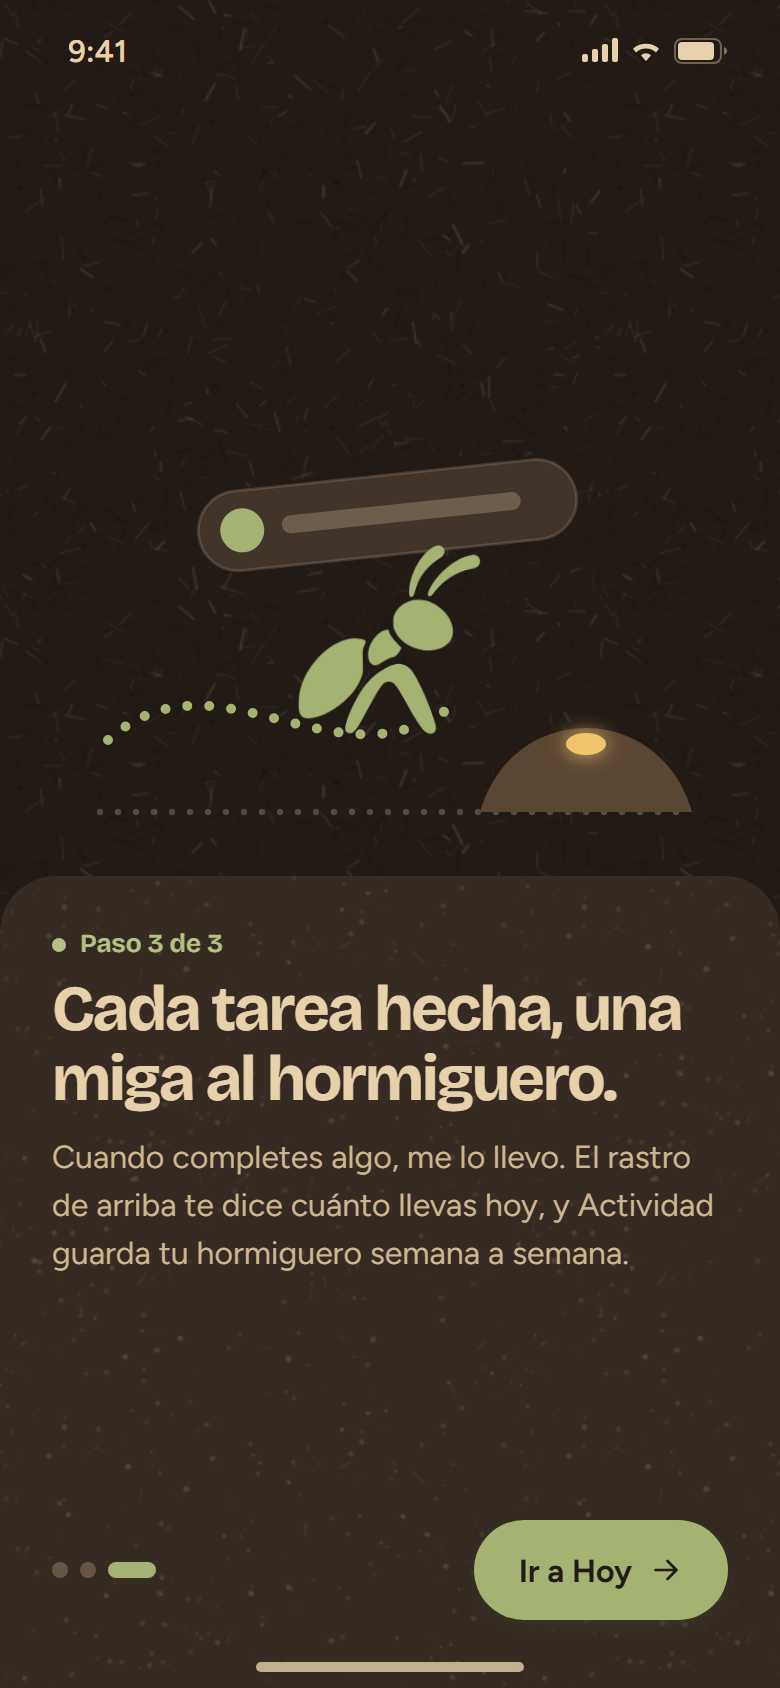 9:41
Paso 3 de 3
Cada tarea hecha, una
miga al hormiguero.
Cuando completes algo, me lo llevo. El rastro
de arriba te dice cuánto llevas hoy, y Actividad
guarda tu hormiguero semana a semana.
Ir a Hoy →